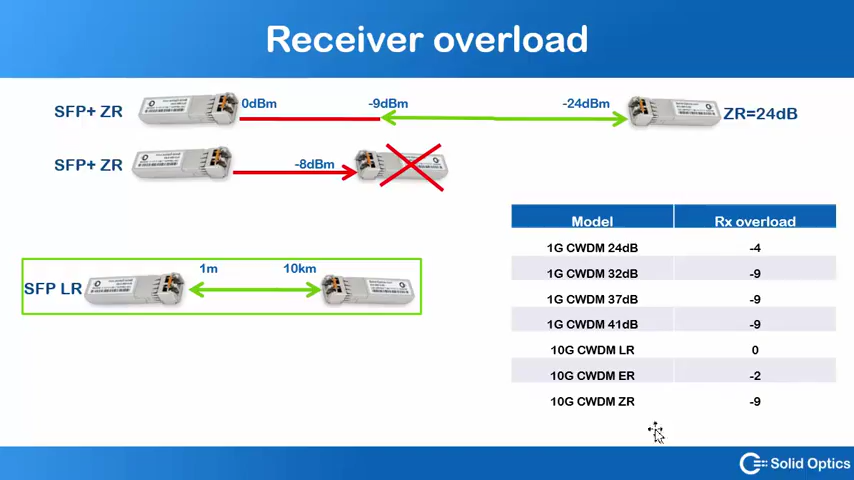 Receiver overload
SFP+ ZR
0dBm
-9dBm
-24dBm
ZR=24dB
SFP+ ZR
-8dBm
SFP LR
1m
10km
Model Rx overload
1G CWDM 24dB -4
1G CWDM 32dB -9
1G CWDM 37dB -9
1G CWDM 41dB -9
10G CWDM LR 0
10G CWDM ER -2
10G CWDM ZR -9
Solid Optics